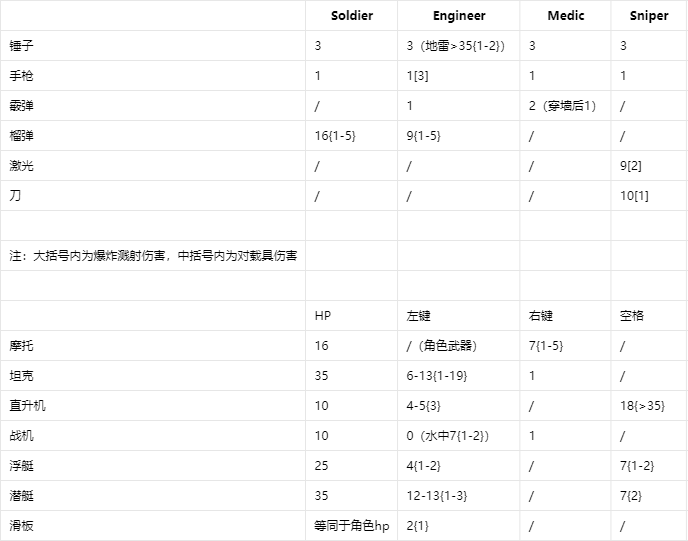 Soldier Engineer Medic Sniper
锤子 3 3（地雷>35{1-2}） 3 3
手枪 1 1[3] 1 1
霰弹 / 1 2（穿墙后1） /
榴弹 16{1-5} 9{1-5} / /
激光 / / / 9[2]
刀 / / / 10[1]
注：大括号内为爆炸溅射伤害，中括号内为对载具伤害
HP 左键 右键 空格
摩托 16 /（角色武器） 7{1-5} /
坦克 35 6-13{1-19} 1 /
直升机 10 4-5{3} / 18{>35}
战机 10 0（水中7{1-2}） 1 /
浮艇 25 4{1-2} / 7{1-2}
潜艇 35 12-13{1-3} / 7{2}
滑板 等同于角色hp 2{1} / /